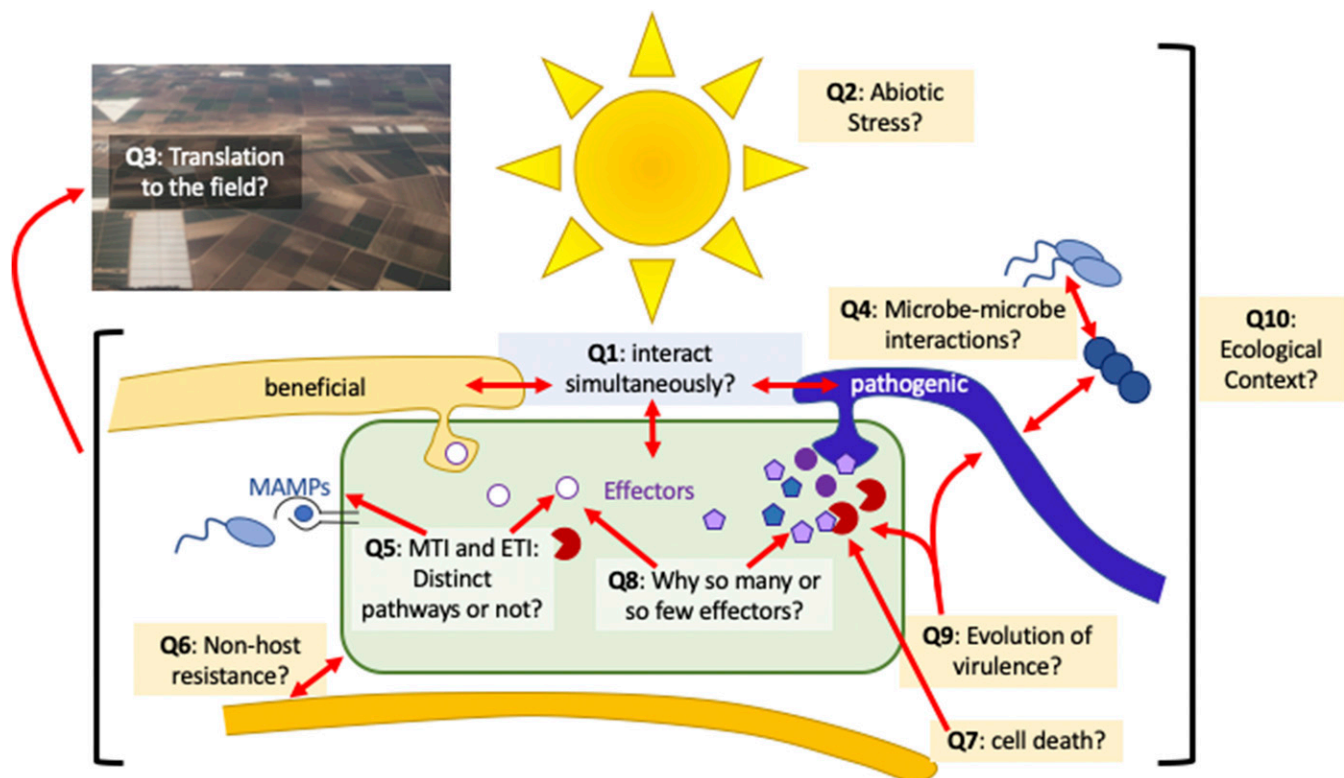 Q2: Abiotic
Stress?
Q3: Translation
to the field?
Q4: Microbe-microbe
interactions?
Q10:
Ecological
Context?
Q1: interact
simultaneously?
beneficial
pathogenic
MAMPs
Effectors
Q5: MTI and ETI:
Distinct
pathways or not?
Q8: Why so many or
so few effectors?
Q6: Non-host
resistance?
Q9: Evolution of
virulence?
Q7: cell death?